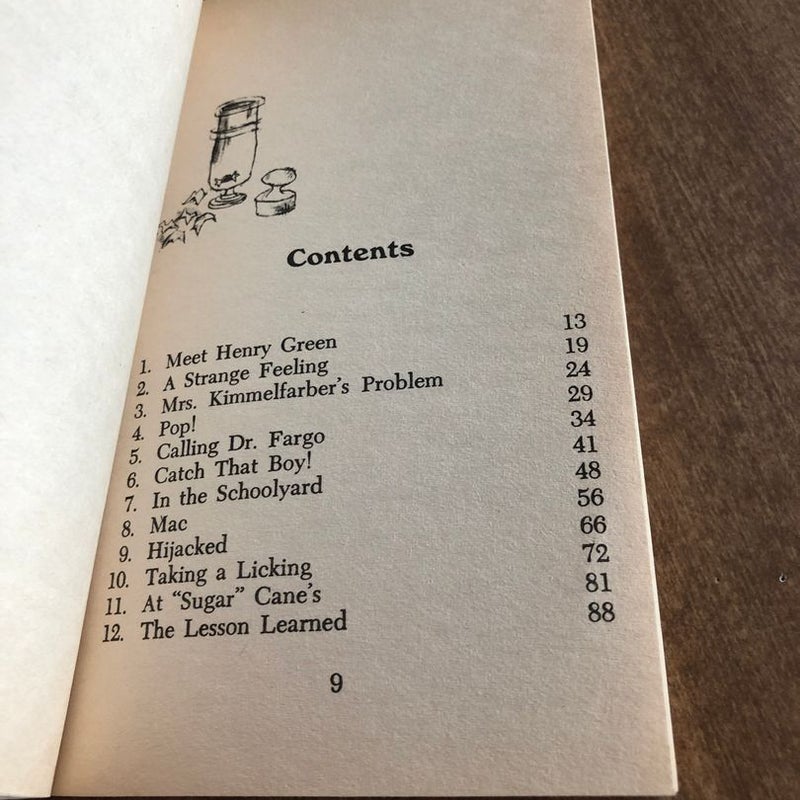 Contents
1. Meet Henry Green 13
2. A Strange Feeling 19
3. Mrs. Kimmelfarber's Problem 24
4. Pop! 29
5. Calling Dr. Fargo 34
6. Catch That Boy! 41
7. In the Schoolyard 48
8. Mac 56
9. Hijacked 66
10. Taking a Licking 72
11. At “Sugar” Cane's 81
12. The Lesson Learned 88
9